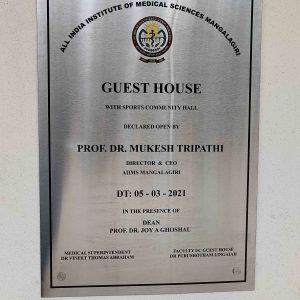 ALL INDIA INSTITUTE OF MEDICAL SCIENCES MANGALAGIRI
GUEST HOUSE
WITH SPORTS COMMUNITY HALL
DECLARED OPEN BY
PROF. DR. MUKESH TRIPATHI
DIRECTOR & CEO
AIIMS MANGALAGIRI
DT: 05 - 03 - 2021
IN THE PRESENCE OF
DEAN
PROF. DR. JOY A GHOSHAL
MEDICAL SUPERINTENDENT
DR VINEET THOMAS ABRAHAM
FACULTY I/C GUEST HOUSE
DR PURUSHOTHAM LINGAIAH